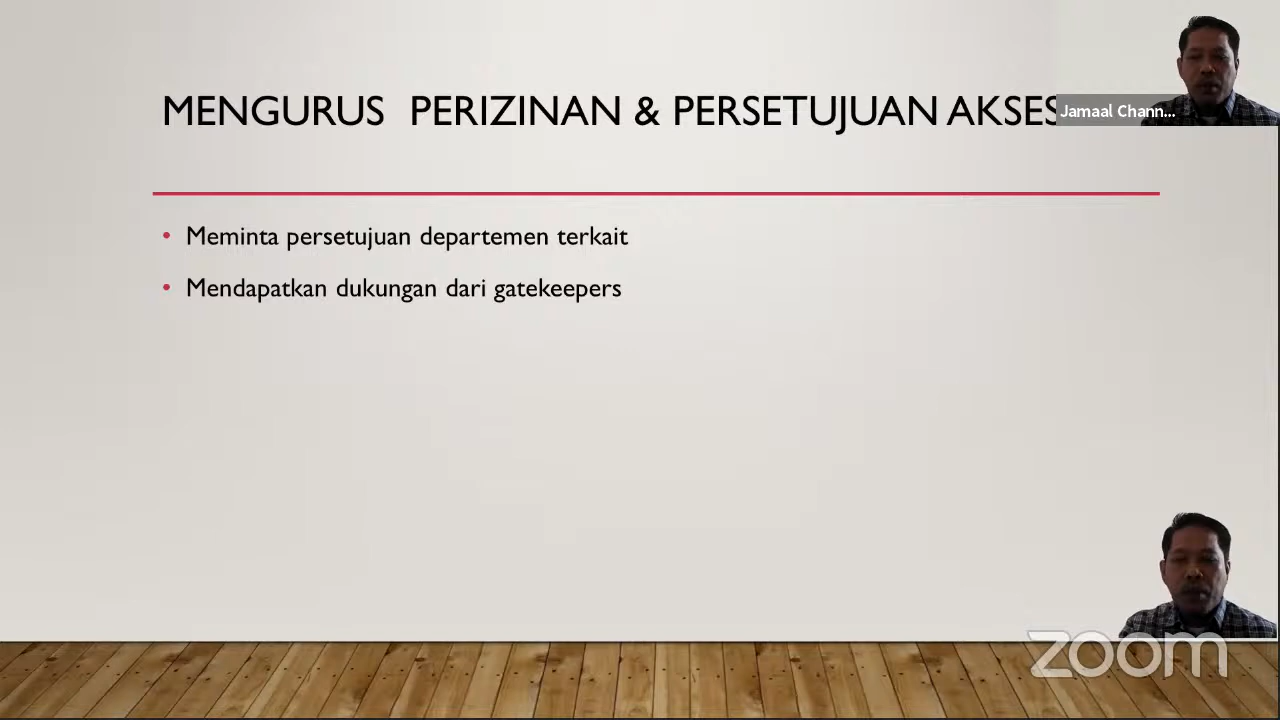 MENGURUS PERIZINAN & PERSETUJUAN AKSES
Jamaal Chann...
• Meminta persetujuan departemen terkait
• Mendapatkan dukungan dari gatekeepers
zoom